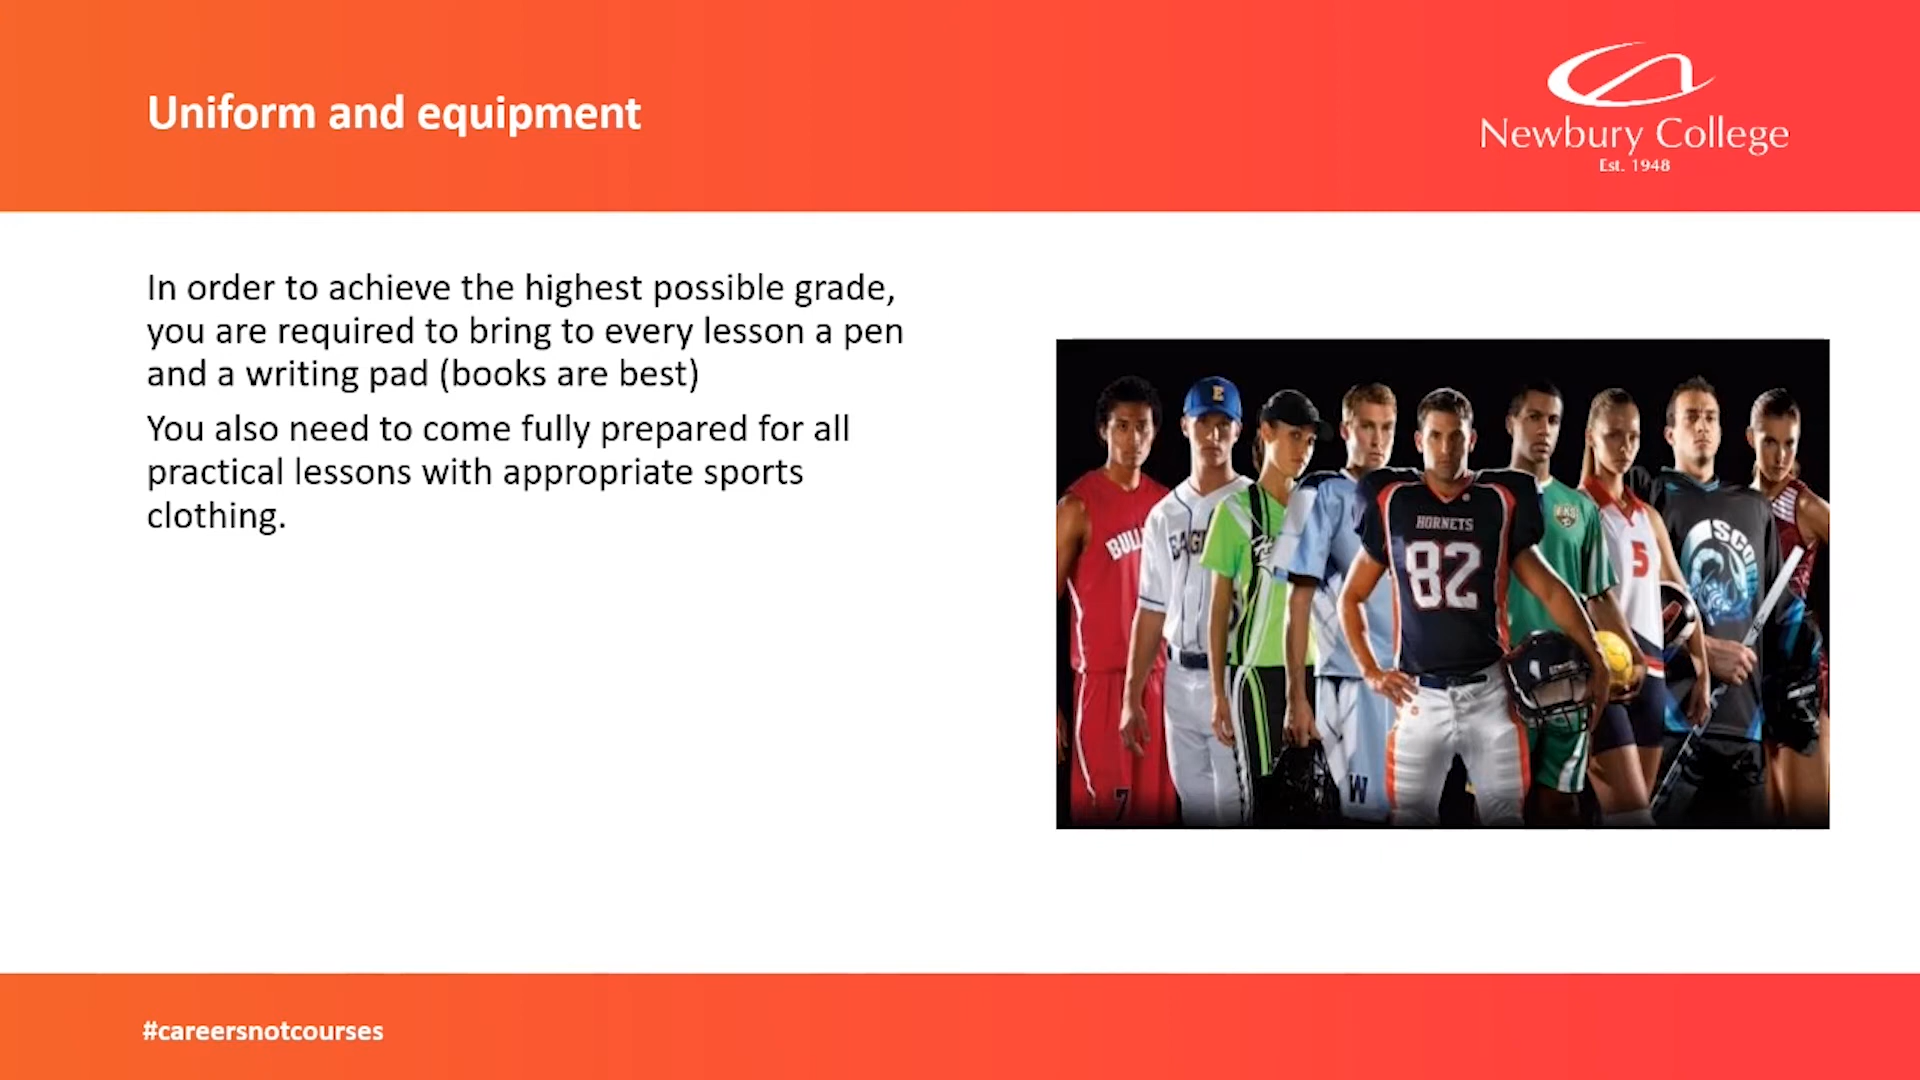 Uniform and equipment
Newbury College
Est. 1948
In order to achieve the highest possible grade,
you are required to bring to every lesson a pen
and a writing pad (books are best)
You also need to come fully prepared for all
practical lessons with appropriate sports
clothing.
E
HORNETS
82
5
W
7
#careersnotcourses